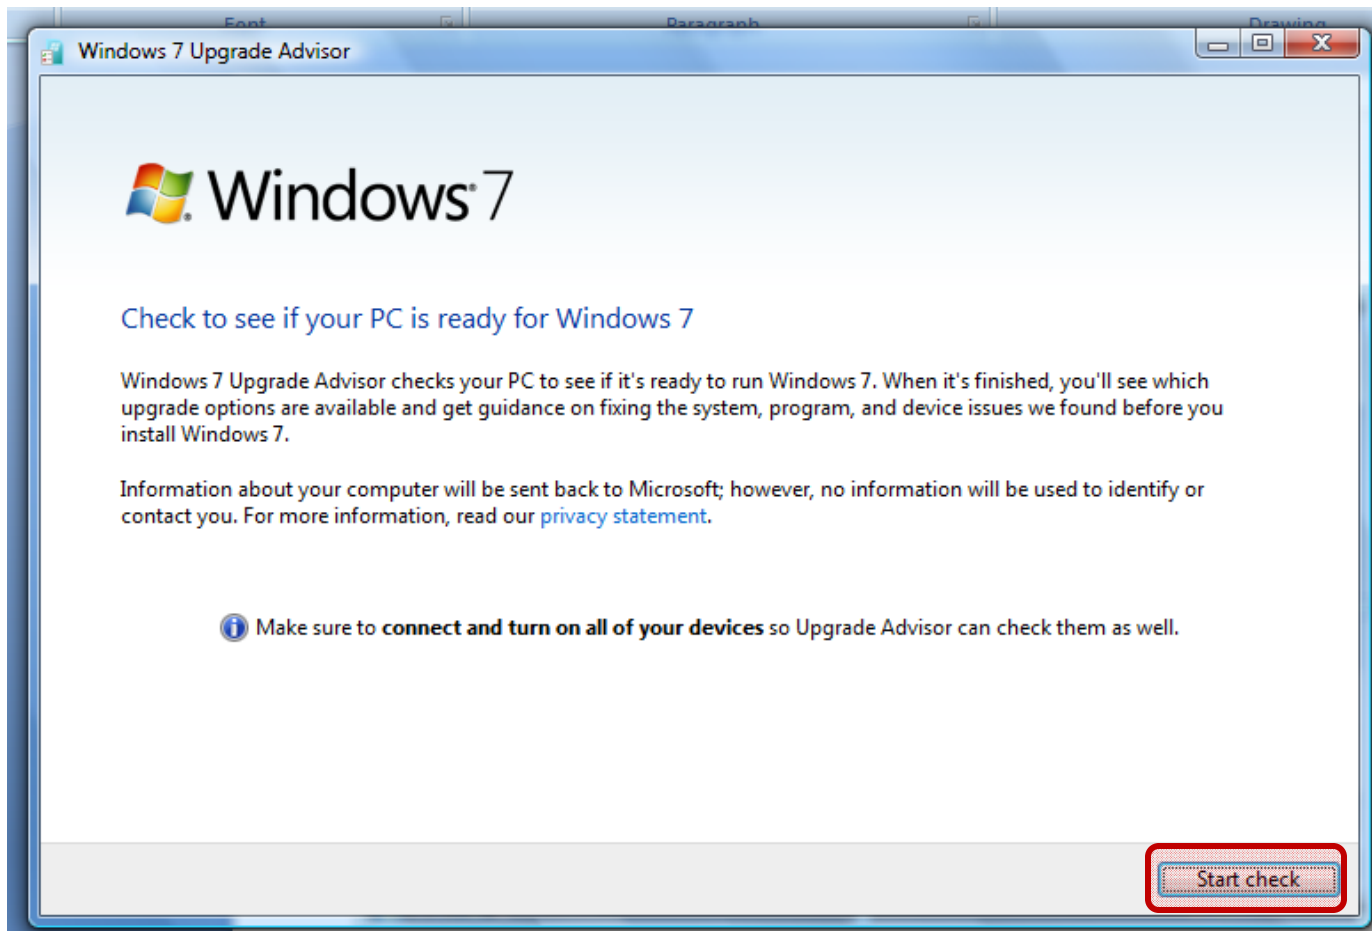 Font Paragraph Drawing
Windows 7 Upgrade Advisor
Windows 7
Check to see if your PC is ready for Windows 7
Windows 7 Upgrade Advisor checks your PC to see if it's ready to run Windows 7. When it's finished, you'll see which
upgrade options are available and get guidance on fixing the system, program, and device issues we found before you
install Windows 7.
Information about your computer will be sent back to Microsoft; however, no information will be used to identify or
contact you. For more information, read our privacy statement.
Make sure to connect and turn on all of your devices so Upgrade Advisor can check them as well.
Start check